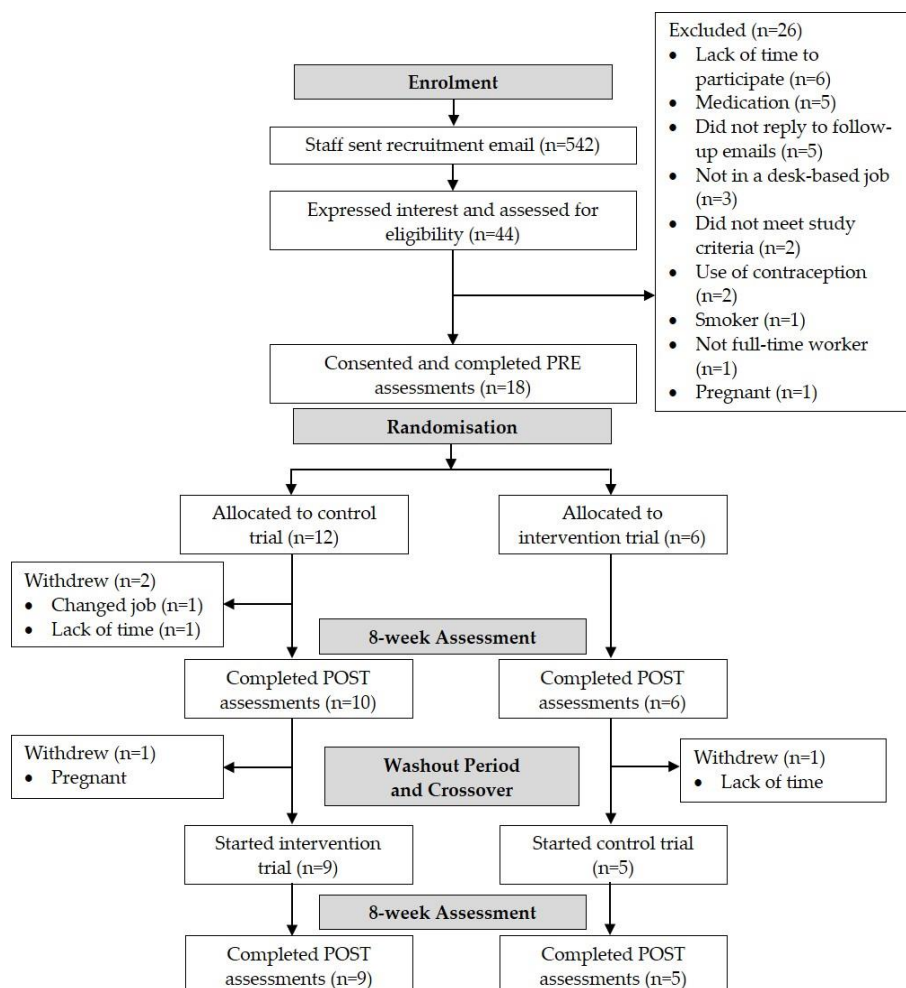 Enrolment
Staff sent recruitment email (n=542)
Expressed interest and assessed for
eligibility (n=44)
Excluded (n=26)
• Lack of time to
participate (n=6)
• Medication (n=5)
• Did not reply to follow-
up emails (n=5)
• Not in a desk-based job
(n=3)
• Did not meet study
criteria (n=2)
• Use of contraception
(n=2)
• Smoker (n=1)
• Not full-time worker
(n=1)
• Pregnant (n=1)
Consented and completed PRE
assessments (n=18)
Randomisation
Allocated to control
trial (n=12)
Allocated to
intervention trial (n=6)
Withdrew (n=2)
• Changed job (n=1)
• Lack of time (n=1)
8-week Assessment
Completed POST
assessments (n=10)
Completed POST
assessments (n=6)
Withdrew (n=1)
• Pregnant
Washout Period
and Crossover
Withdrew (n=1)
• Lack of time
Started intervention
trial (n=9)
Started control trial
(n=5)
8-week Assessment
Completed POST
assessments (n=9)
Completed POST
assessments (n=5)